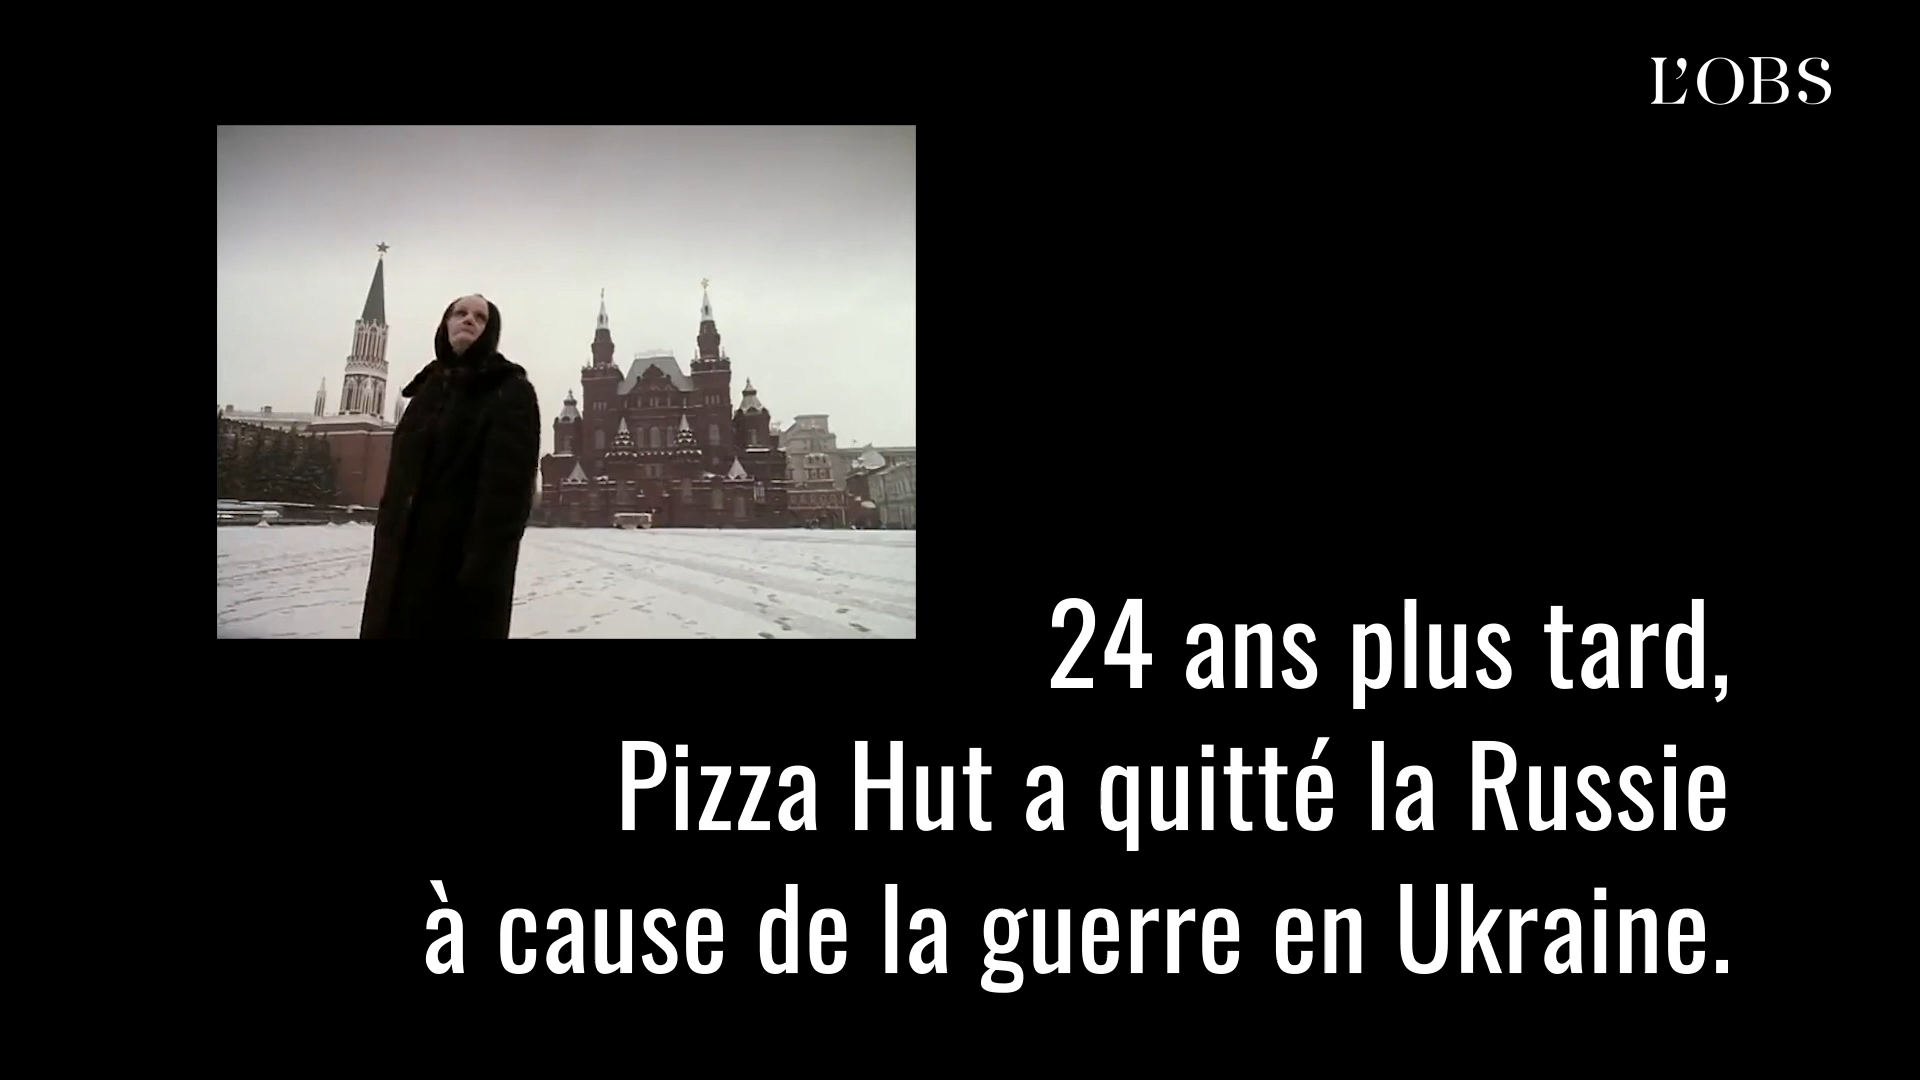 L'OBS
24 ans plus tard,
Pizza Hut a quitté la Russie
à cause de la guerre en Ukraine.